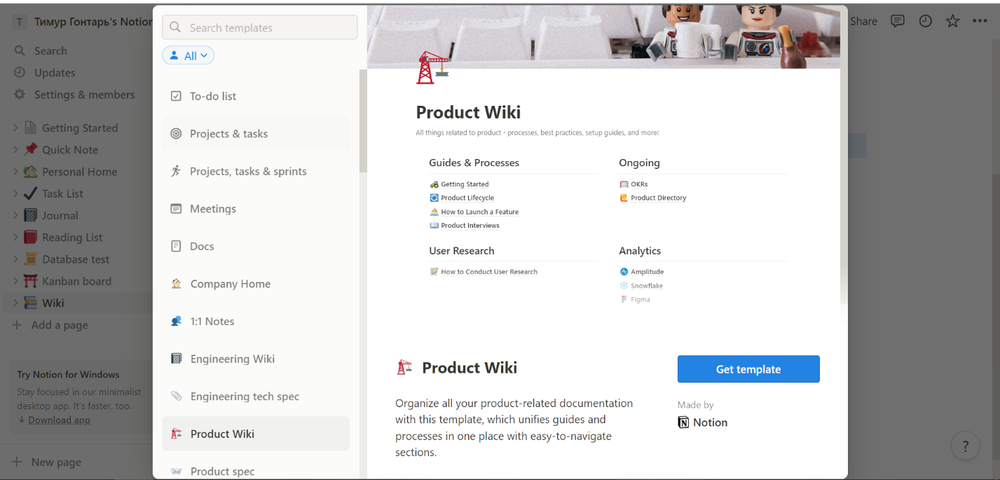 T Тимур Гонтарь's Notion
Search
Updates
Settings & members
Getting Started
Quick Note
Personal Home
Task List
Journal
Reading List
Database test
Kanban board
Wiki
Add a page
Try Notion for Windows
Stay focused in our minimalist
desktop app. It's faster, too.
Download app
New page
Search templates
All
To-do list
Projects & tasks
Projects, tasks & sprints
Meetings
Docs
Company Home
1:1 Notes
Engineering Wiki
Engineering tech spec
Product Wiki
Product spec
Product Wiki
All things related to product - processes, best practices, setup guides, and more!
Guides & Processes
Getting Started
Product Lifecycle
How to Launch a Feature
Product Interviews
Ongoing
OKRs
Product Directory
User Research
How to Conduct User Research
Analytics
Amplitude
Snowflake
Figma
Product Wiki
Organize all your product-related documentation
with this template, which unifies guides and
processes in one place with easy-to-navigate
sections.
Get template
Made by
Notion
Share
?